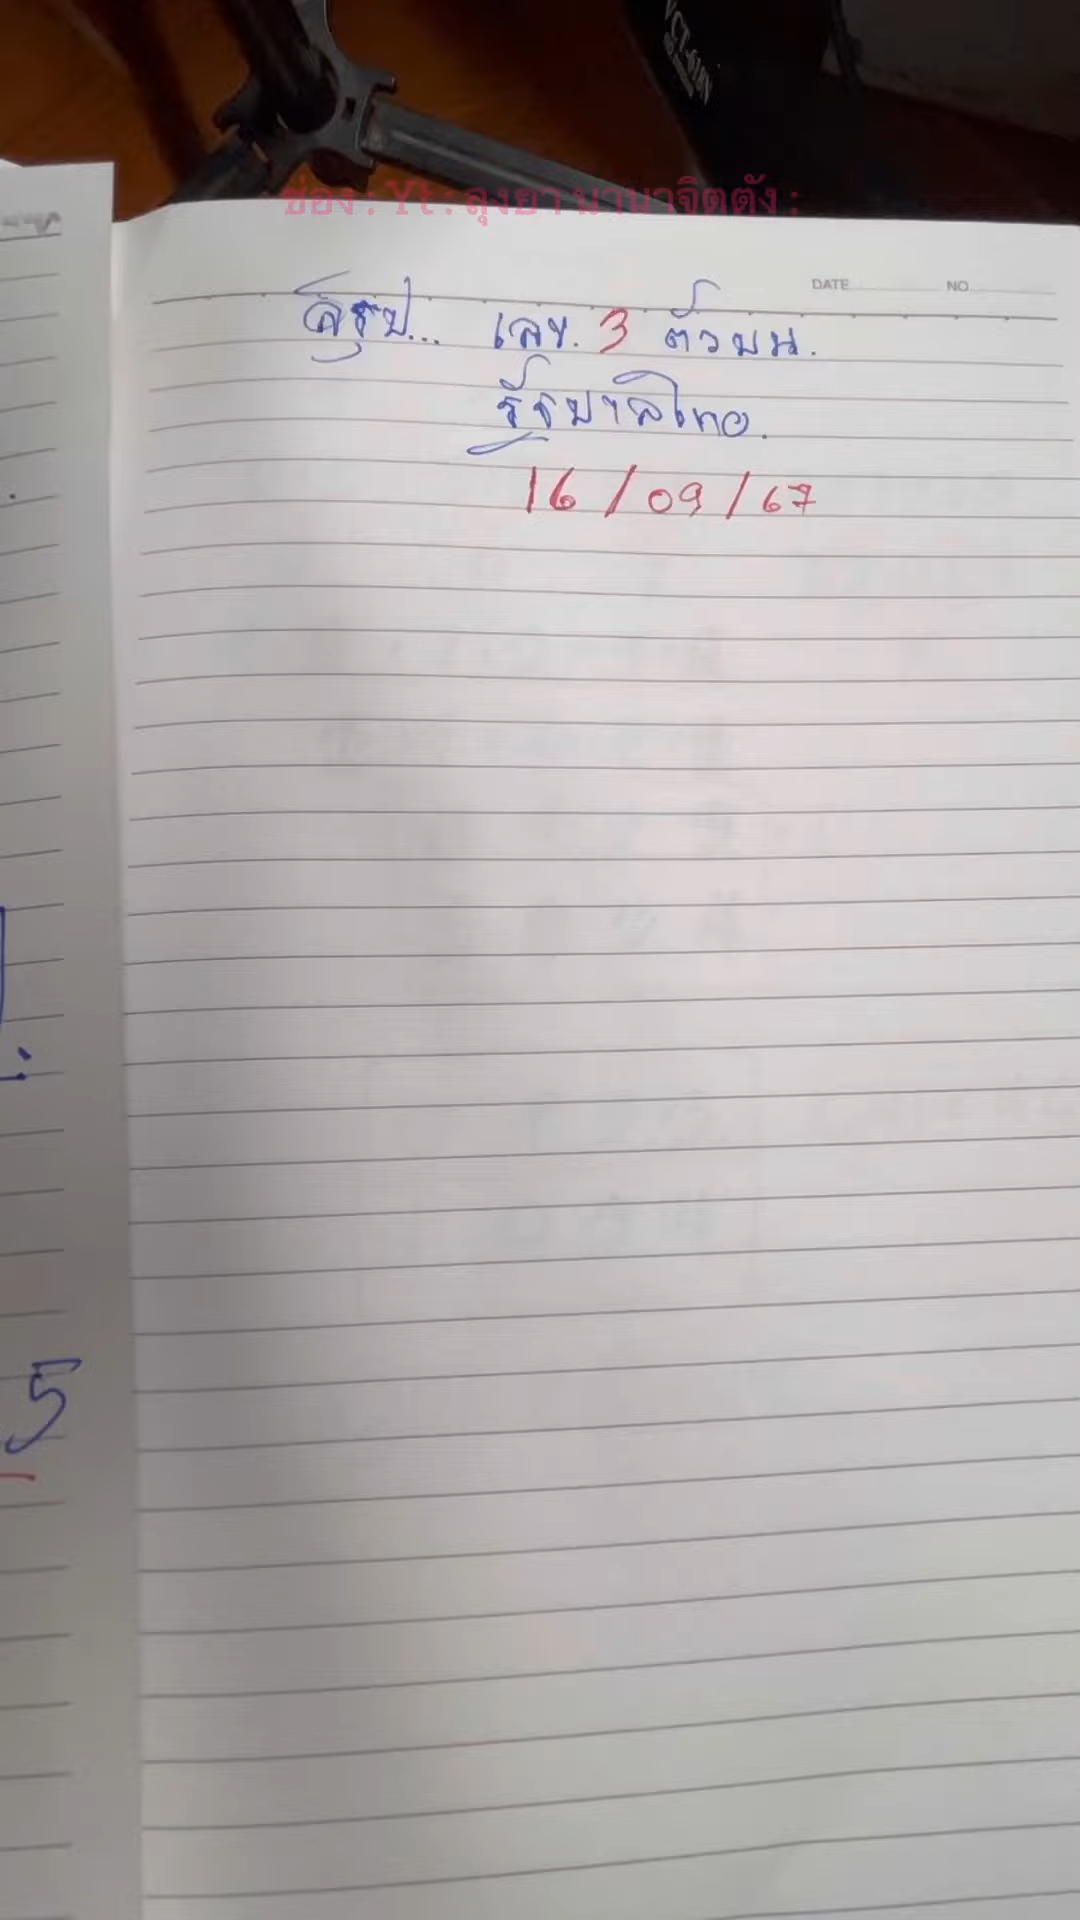 ช่อง : Yt : ลุงยา นานาจิตตัง :
DATE NO.
สรุป... เลข. 3 ตัวบน.
รัฐบาลไทย.
16 / 09 / 67
5